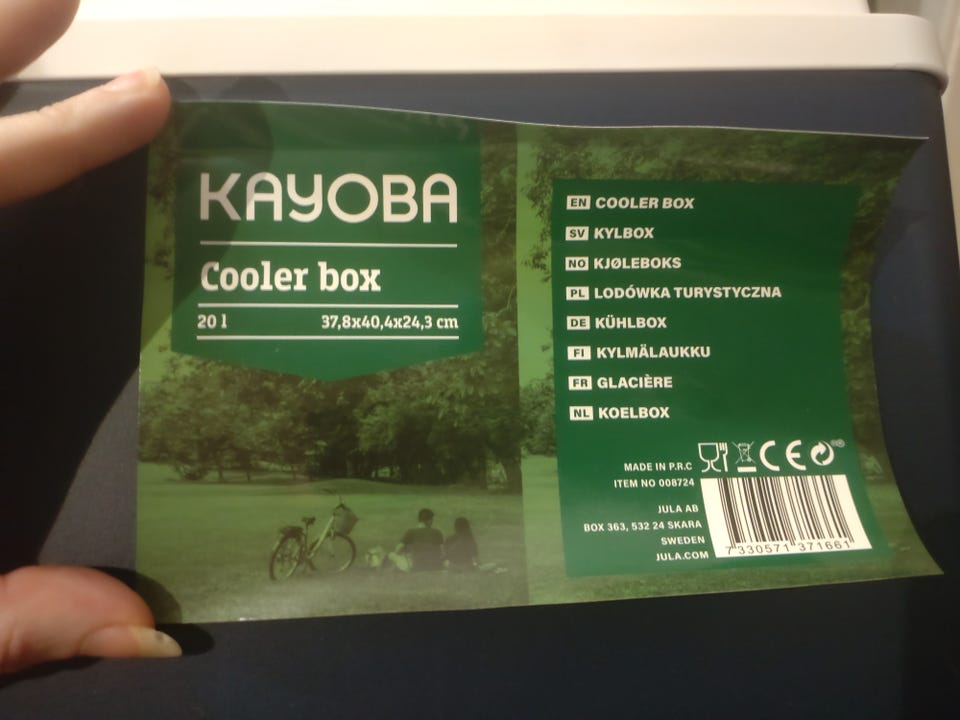 KAYOBA
Cooler box
20 l 37,8x40,4x24,3 cm
EN COOLER BOX
SV KYLBOX
NO KJØLEBOKS
PL LODÓWKA TURYSTYCZNA
DE KÜHLBOX
FI KYLMÄLAUKKU
FR GLACIÈRE
NL KOELBOX
MADE IN P.R.C
ITEM NO 008724
JULA AB
BOX 363, 532 24 SKARA
SWEDEN
JULA.COM
CE
7 330571 371661